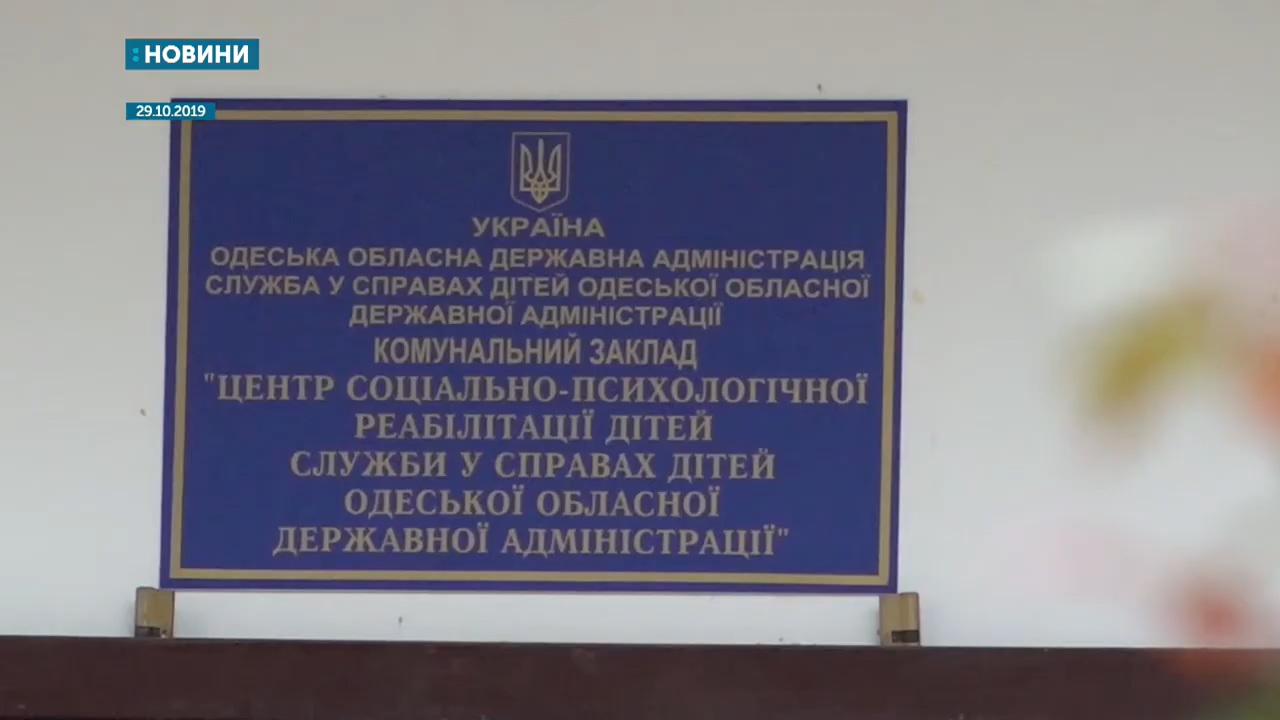 :НОВИНИ
29.10.2019
УКРАЇНА
ОДЕСЬКА ОБЛАСНА ДЕРЖАВНА АДМІНІСТРАЦІЯ
СЛУЖБА У СПРАВАХ ДІТЕЙ ОДЕСЬКОЇ ОБЛАСНОЇ
ДЕРЖАВНОЇ АДМІНІСТРАЦІЇ
КОМУНАЛЬНИЙ ЗАКЛАД
"ЦЕНТР СОЦІАЛЬНО-ПСИХОЛОГІЧНОЇ
РЕАБІЛІТАЦІЇ ДІТЕЙ
СЛУЖБИ У СПРАВАХ ДІТЕЙ
ОДЕСЬКОЇ ОБЛАСНОЇ
ДЕРЖАВНОЇ АДМІНІСТРАЦІЇ"